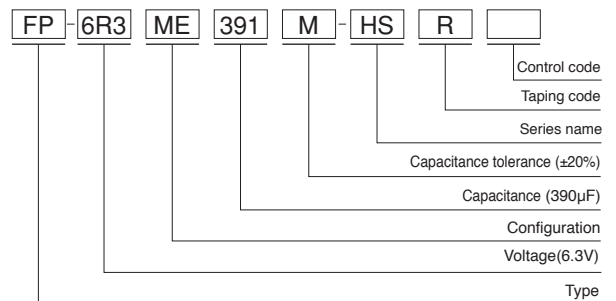 FP-6R3 ME 391 M-HS R
Control code
Taping code
Series name
Capacitance tolerance (±20%)
Capacitance (390μF)
Configuration
Voltage(6.3V)
Type